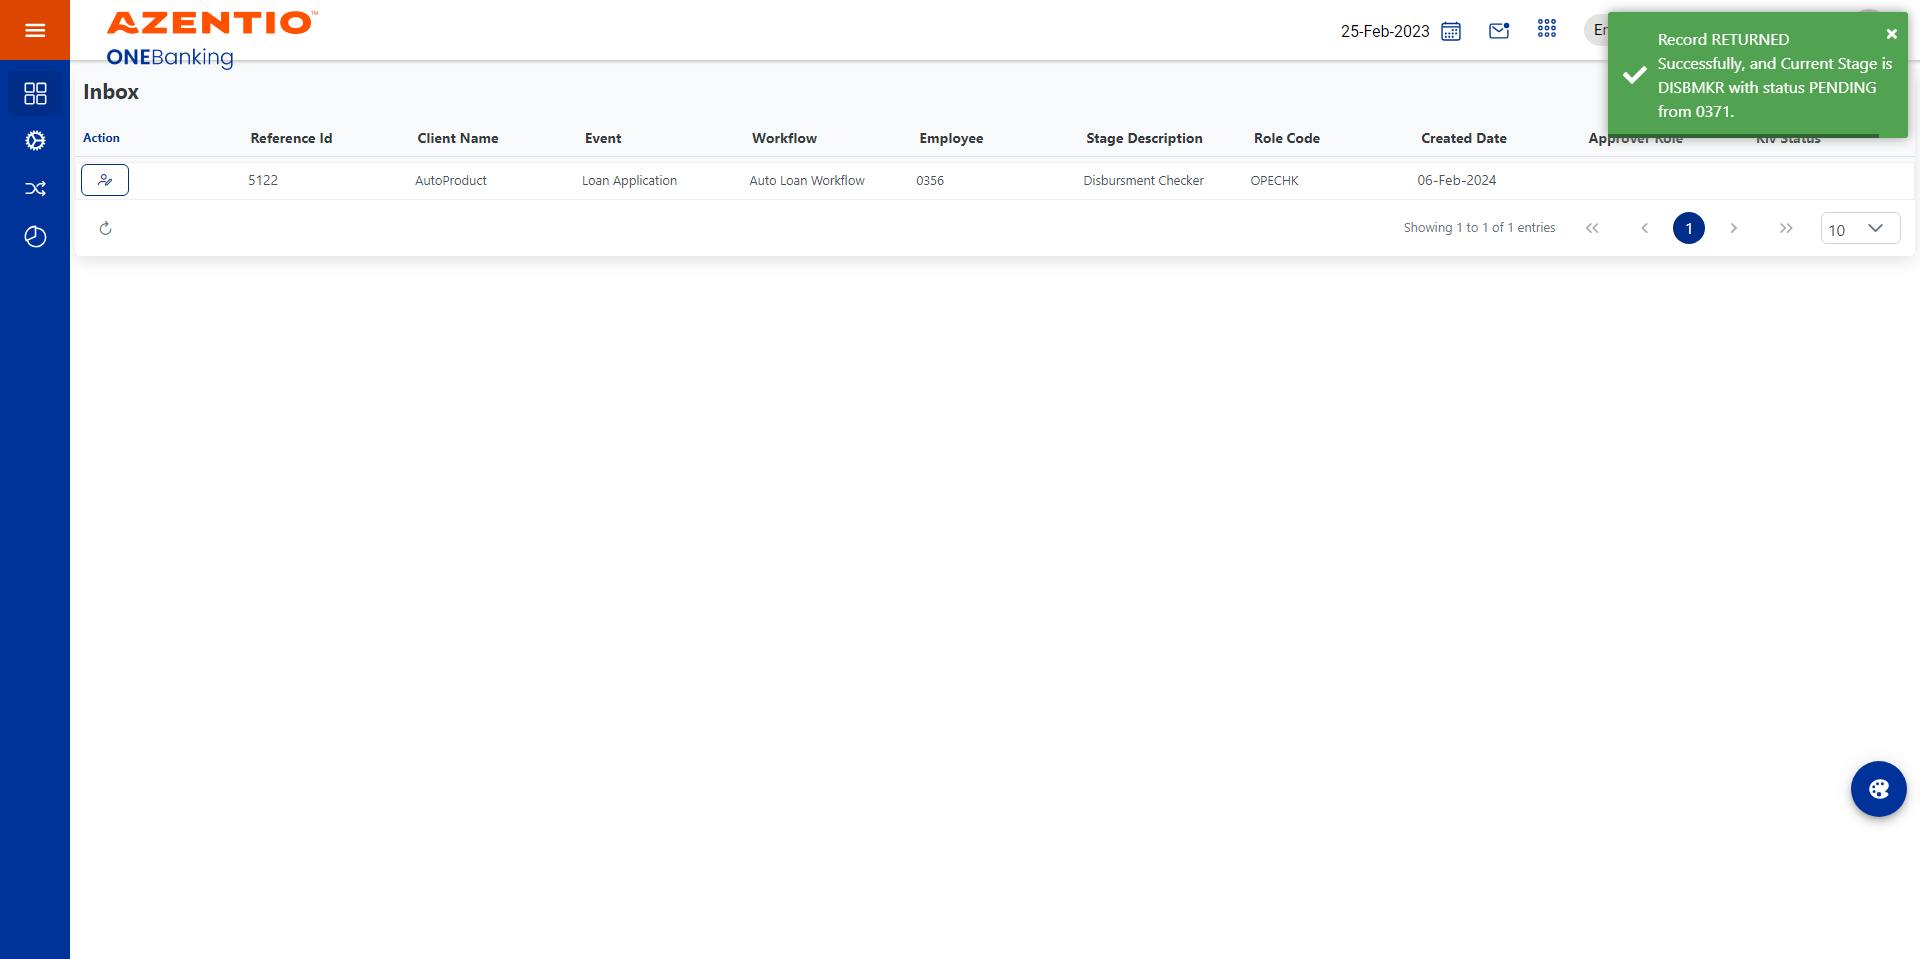 AZENTIO™
ONEBanking
25-Feb-2023
Record RETURNED
Successfully, and Current Stage is
DISBMKR with status PENDING
from 0371.
Inbox
Action Reference Id Client Name Event Workflow Employee Stage Description Role Code Created Date Approver Role Kiv Status
5122 AutoProduct Loan Application Auto Loan Workflow 0356 Disbursment Checker OPECHK 06-Feb-2024
Showing 1 to 1 of 1 entries 1 10